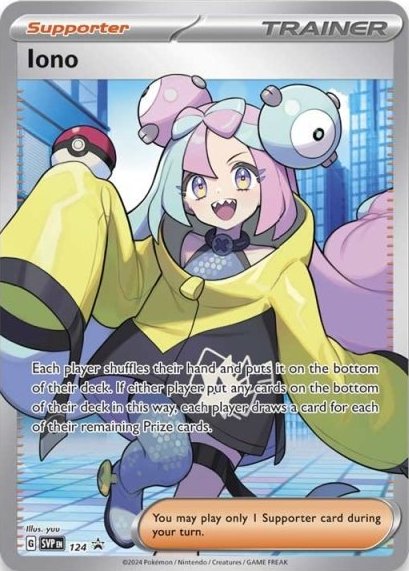 Supporter
TRAINER
Iono
Each player shuffles their hand and puts it on the bottom
of their deck. If either player put any cards on the bottom
of their deck in this way, each player draws a card for each
of their remaining Prize cards.
Illus. yuu
G SVP EN 124
You may play only 1 Supporter card during
your turn.
©2024 Pokémon / Nintendo / Creatures / GAME FREAK